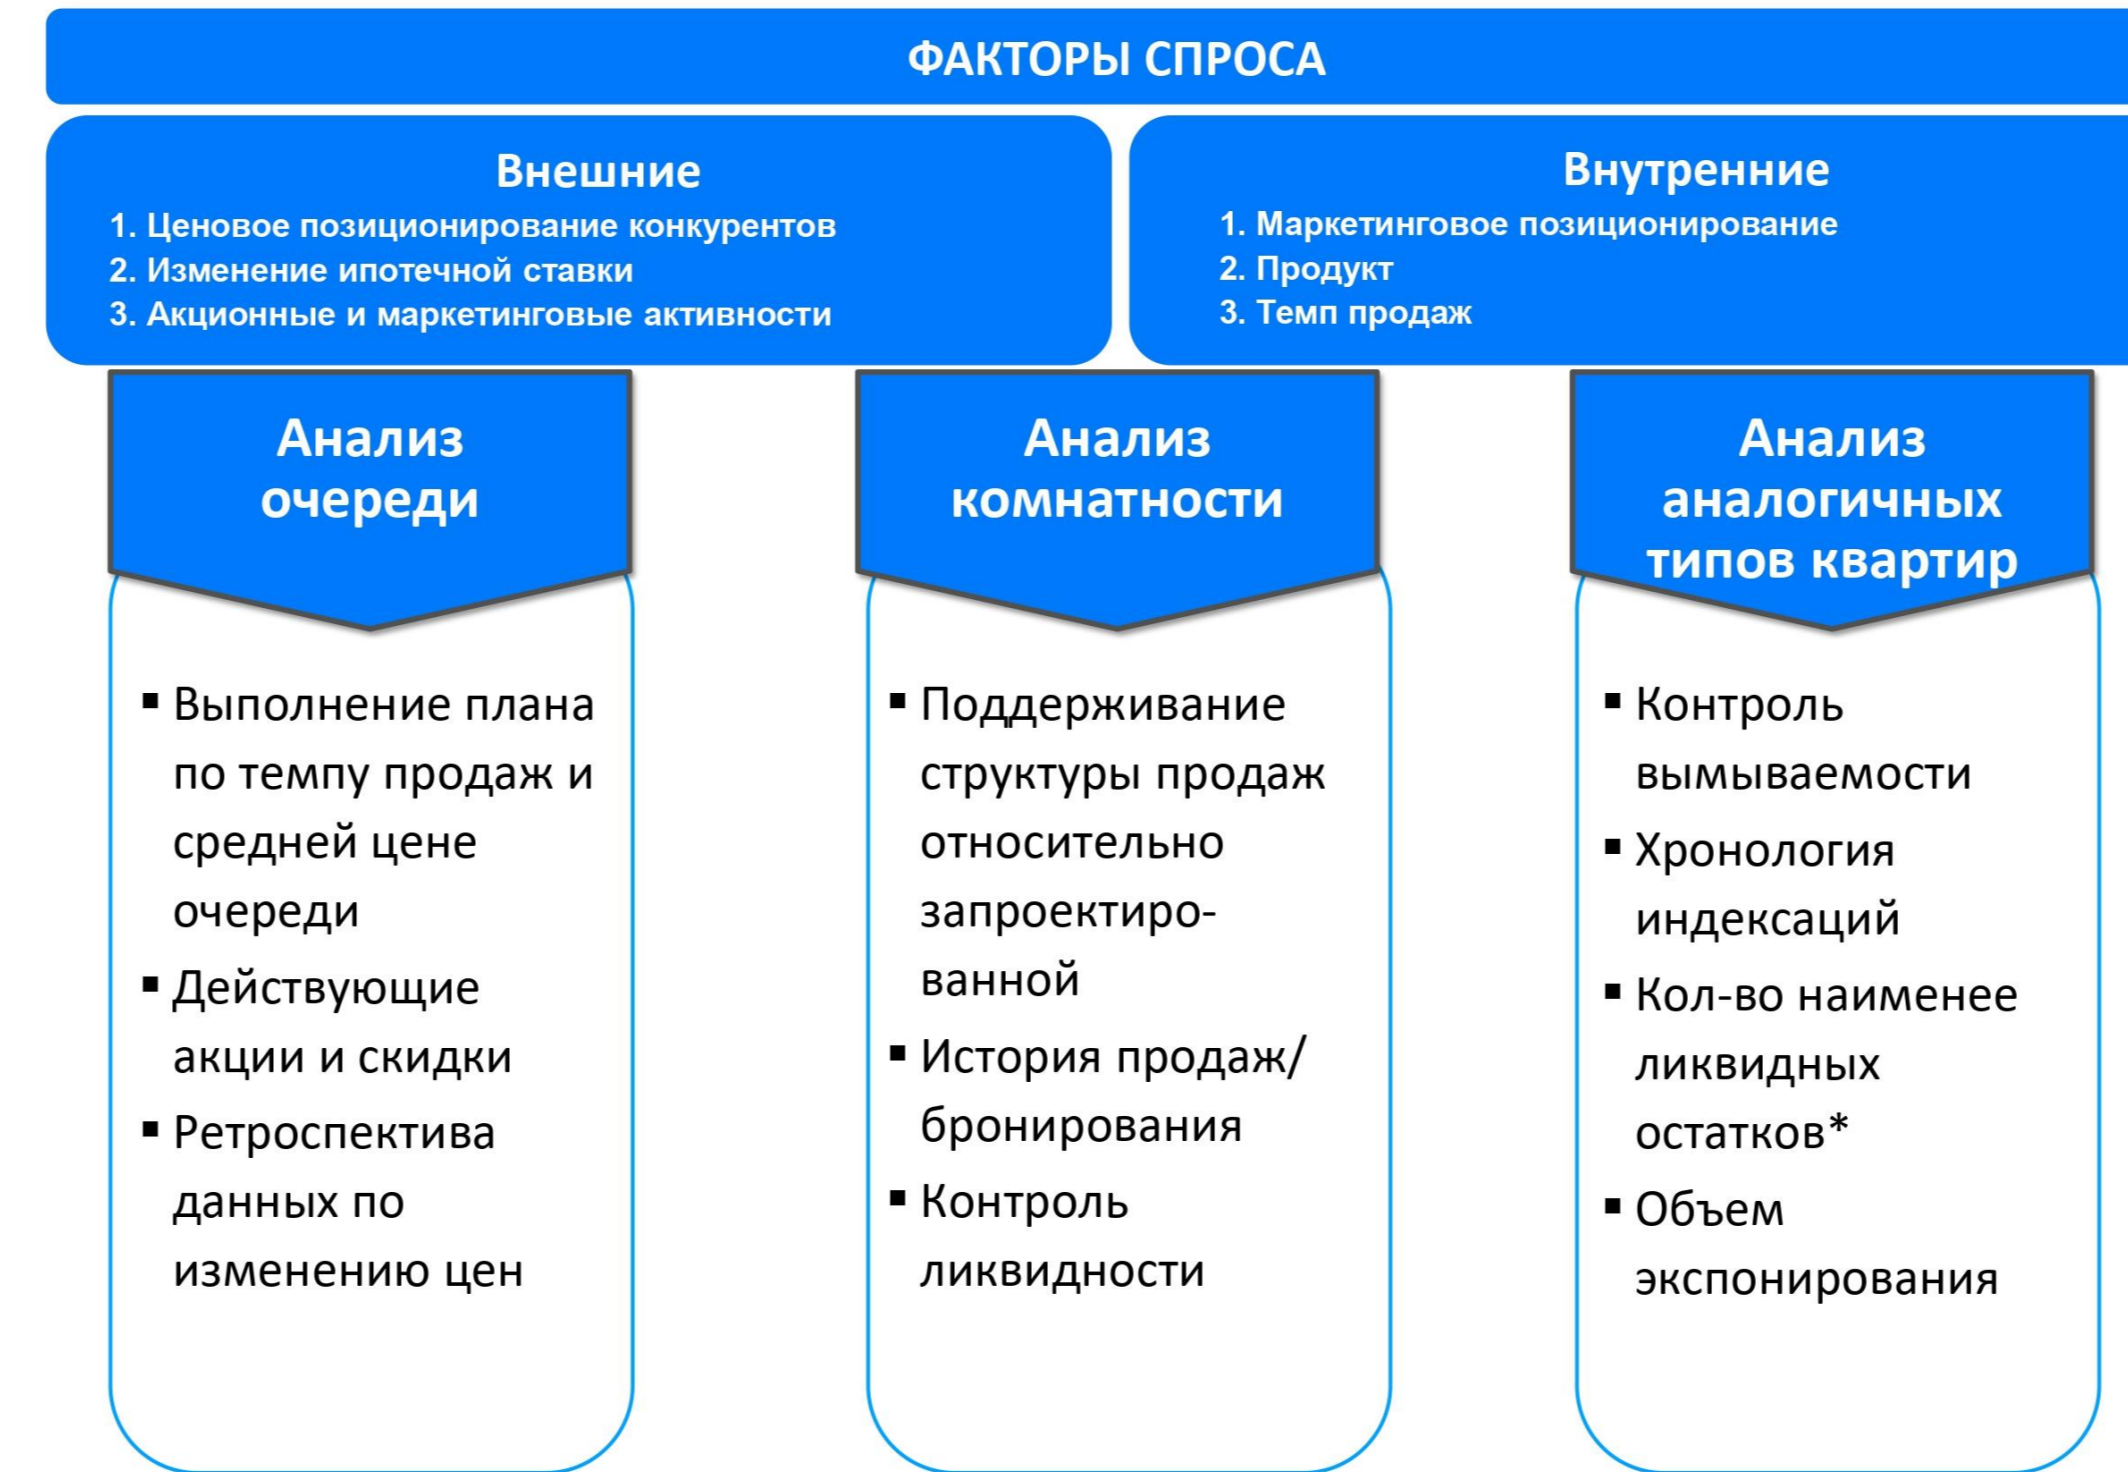 ФАКТОРЫ СПРОСА
Внешние
1. Ценовое позиционирование конкурентов
2. Изменение ипотечной ставки
3. Акционные и маркетинговые активности
Внутренние
1. Маркетинговое позиционирование
2. Продукт
3. Темп продаж
Анализ
очереди
▪ Выполнение плана
по темпу продаж и
средней цене
очереди
▪ Действующие
акции и скидки
▪ Ретроспектива
данных по
изменению цен
Анализ
комнатности
▪ Поддерживание
структуры продаж
относительно
запроектиро-
ванной
▪ История продаж/
бронирования
▪ Контроль
ликвидности
Анализ
аналогичных
типов квартир
▪ Контроль
вымываемости
▪ Хронология
индексаций
▪ Кол-во наименее
ликвидных
остатков*
▪ Объем
экспонирования